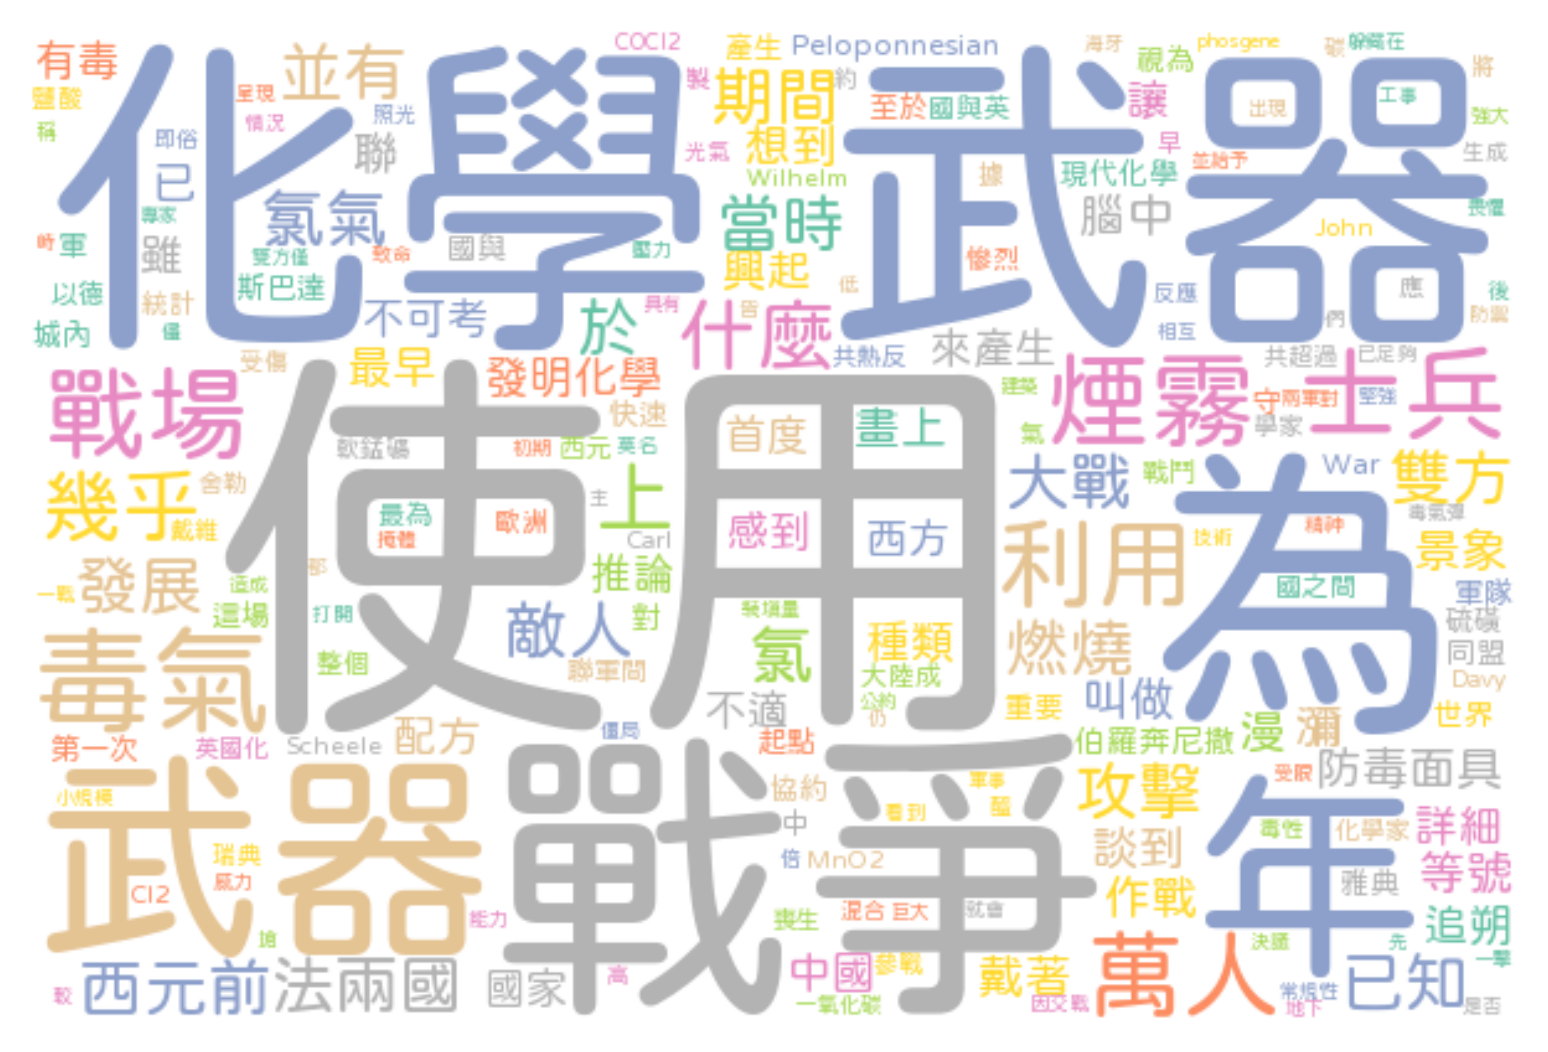 有毒
化學
並有
COCl2
產生
Peloponnesian
海牙
phosgene
碳
躲藏在
武器
鹽酸
呈現
照光
製
期間
約
視為
將
稱
情況
至於
國與英
讓
出現
工事
強大
即俗
聯
光氣
想到
早
生成
已
Wilhelm
據
現代化學
並給予
專家
氯氣
當時
腦中
畏懼
時
軍
雖
雙方僅
致命
國與
壓力
興起
慘烈
John
以德
斯巴達
低
反應
應
後
統計
不可考
於
具有
皆
城內
僵
什麼
共熱反
來產生
相互
們
防禦
共超過
已足夠
受傷
最早
發明化學
建築
煙霧
士兵
戰場
使用
快速
首度
畫上
守
兩軍對
堅強
學家
軟錳礦
初期
西元
莫名
氣
大戰
戰鬥
War
雙方
幾乎
舍勒
主
上
為
毒氣彈
戴維
最為
歐洲
感到
西方
利用
技術
精神
景象
掩體
Carl
發展
一戰
造成
部
推論
國之間
軍隊
這場
打開
敵人
對
裝填量
氯
種類
燃燒
硫磺
毒氣
整個
聯軍間
大陸成
同盟
公約
仍
不適
重要
叫做
Davy
第一次
英國化
Scheele
配方
僵局
起點
伯羅奔尼撒
漫
瀰
世界
武器
小規模
戰爭
協約
軍事
看到
攻擊
受限
防毒面具
年
中
毒性
化學家
詳細
瑞典
倍
MnO2
談到
等號
Cl2
威力
作戰
雅典
能力
喪生
混合
巨大
就會
追朔
決議
先
一擊
西元前
法兩國
國家
高
中國
參戰
戴著
萬人
已知
較
一氧化碳
因交戰
常規性
地下
是否